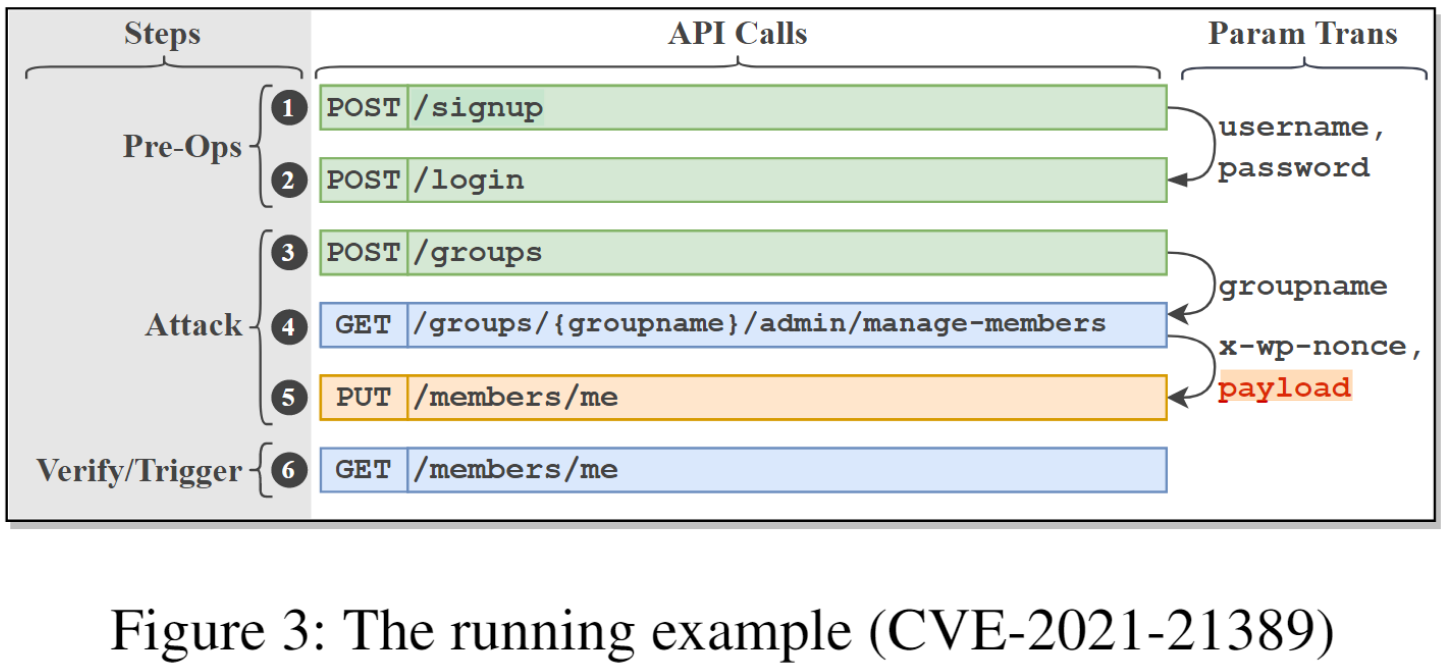 Steps
API Calls
Param Trans
Pre-Ops
1 POST /signup
username,
password
2 POST /login
Attack
3 POST /groups
groupname
4 GET /groups/{groupname}/admin/manage-members
x-wp-nonce,
payload
5 PUT /members/me
Verify/Trigger
6 GET /members/me
Figure 3: The running example (CVE-2021-21389)